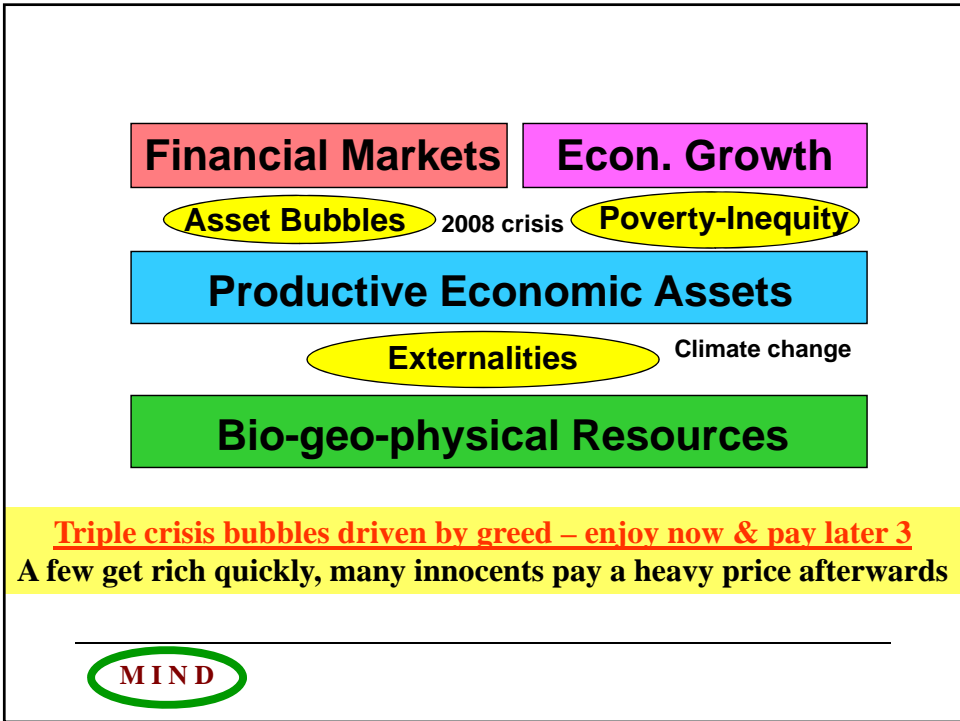 Financial Markets
Econ. Growth
Asset Bubbles
2008 crisis
Poverty-Inequity
Productive Economic Assets
Externalities
Climate change
Bio-geo-physical Resources
Triple crisis bubbles driven by greed – enjoy now & pay later 3
A few get rich quickly, many innocents pay a heavy price afterwards
M I N D